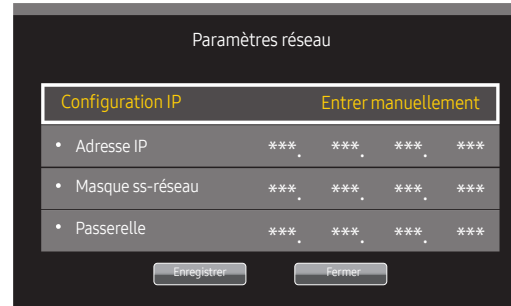 Paramètres réseau
Configuration IP Entrer manuellement
• Adresse IP ***. ***. ***. ***
• Masque ss-réseau ***. ***. ***. ***
• Passerelle ***. ***. ***. ***
Enregistrer Fermer